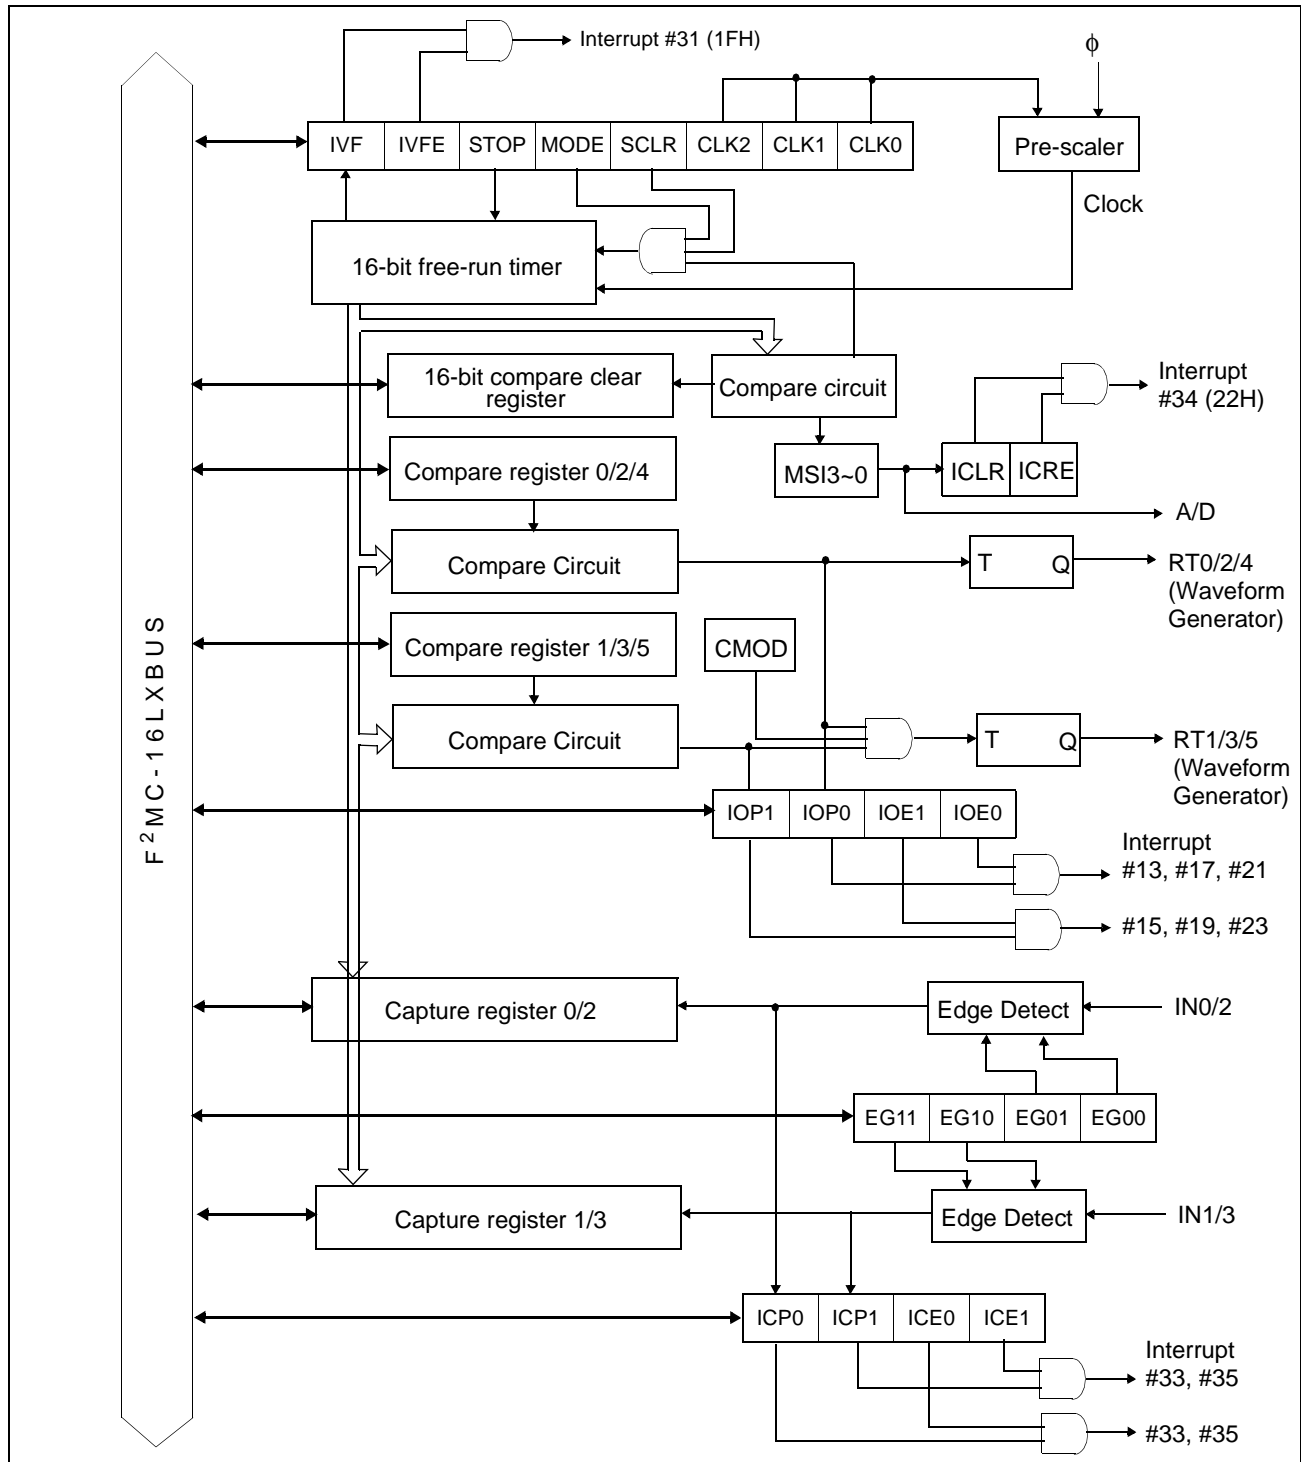 Interrupt #31 (1FH)
ϕ
IVF IVFE STOP MODE SCLR CLK2 CLK1 CLK0
Pre-scaler
Clock
16-bit free-run timer
16-bit compare clear
register
Compare circuit
Interrupt
#34 (22H)
MSI3~0
ICLR ICRE
A/D
Compare register 0/2/4
Compare Circuit
T Q
RT0/2/4
(Waveform
Generator)
Compare register 1/3/5
CMOD
Compare Circuit
T Q
RT1/3/5
(Waveform
Generator)
IOP1 IOP0 IOE1 IOE0
Interrupt
#13, #17, #21
#15, #19, #23
F²MC-16LXBUS
Capture register 0/2
Edge Detect
IN0/2
EG11 EG10 EG01 EG00
Capture register 1/3
Edge Detect
IN1/3
ICP0 ICP1 ICE0 ICE1
Interrupt
#33, #35
#33, #35